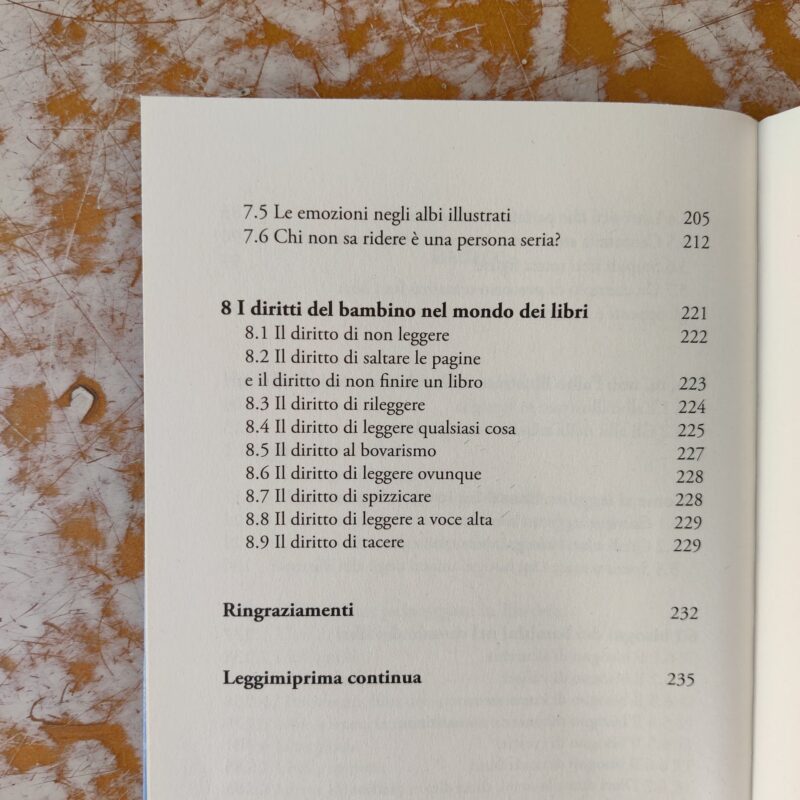 7.5 Le emozioni negli albi illustrati 205
7.6 Chi non sa ridere è una persona seria? 212
8 I diritti del bambino nel mondo dei libri 221
8.1 Il diritto di non leggere 222
8.2 Il diritto di saltare le pagine
e il diritto di non finire un libro 223
8.3 Il diritto di rileggere 224
8.4 Il diritto di leggere qualsiasi cosa 225
8.5 Il diritto al bovarismo 227
8.6 Il diritto di leggere ovunque 228
8.7 Il diritto di spizzicare 228
8.8 Il diritto di leggere a voce alta 229
8.9 Il diritto di tacere 229
Ringraziamenti 232
Leggimiprima continua 235